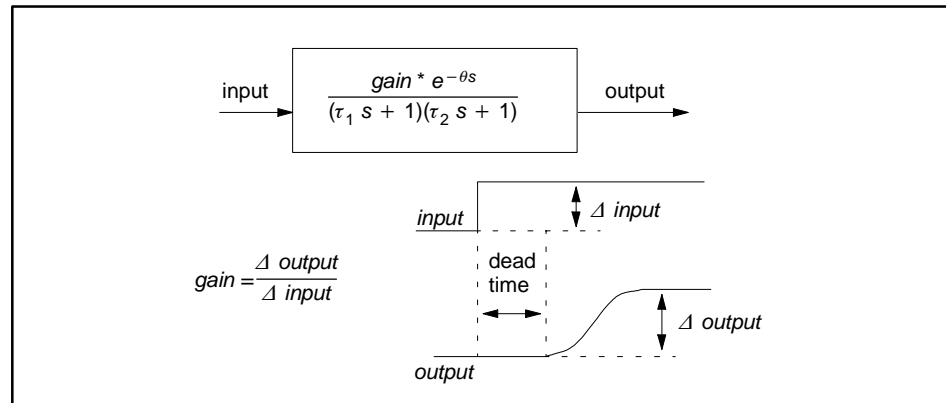 input
gain * e^{−θs}
(τ₁ s + 1)(τ₂ s + 1)
output
input
Δ input
dead
time
gain = Δ output
Δ input
Δ output
output